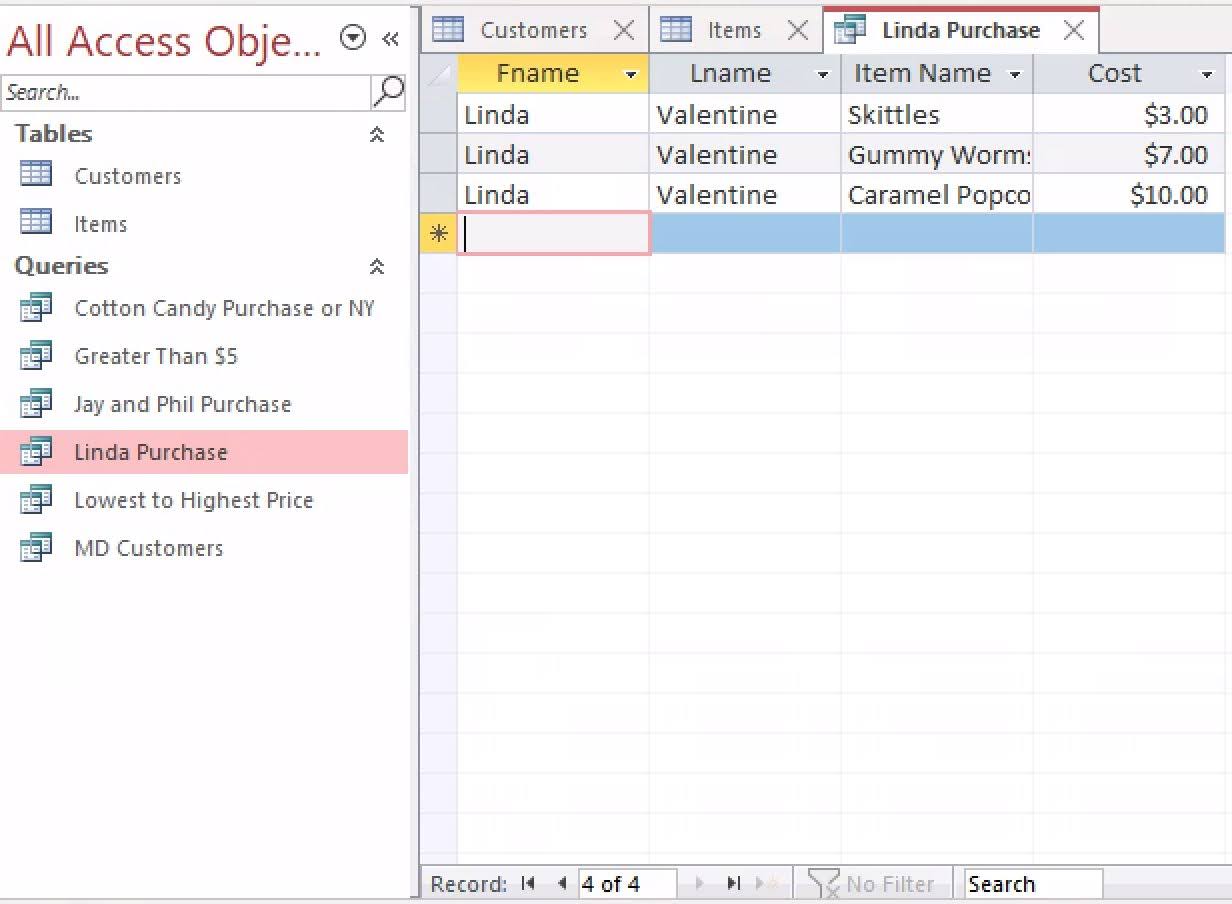 All Access Obje...
Search...
Tables
Customers
Items
Queries
Cotton Candy Purchase or NY
Greater Than $5
Jay and Phil Purchase
Linda Purchase
Lowest to Highest Price
MD Customers
Customers Items Linda Purchase
Fname Lname Item Name Cost
Linda Valentine Skittles $3.00
Linda Valentine Gummy Worms $7.00
Linda Valentine Caramel Popco $10.00
Record: 4 of 4 No Filter Search